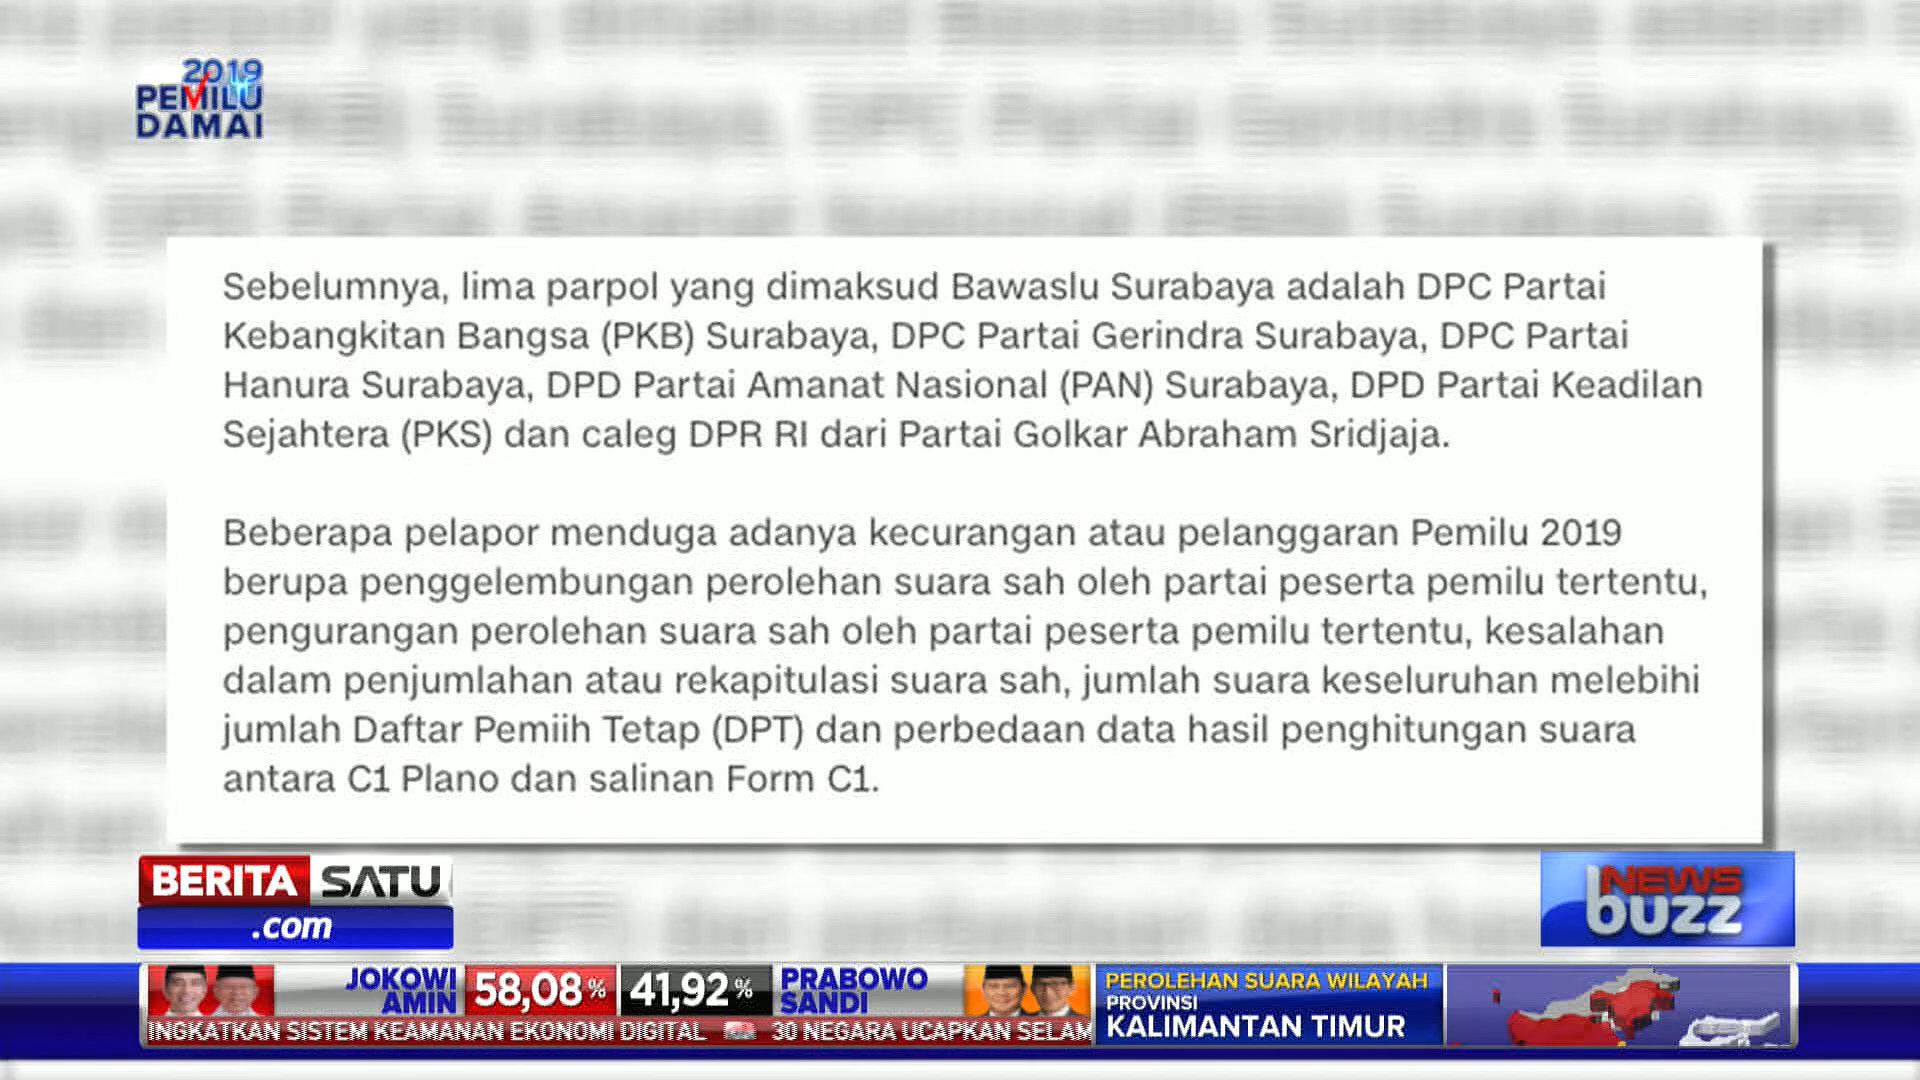 2019
PEMILU
DAMAI
Sebelumnya, lima parpol yang dimaksud Bawaslu Surabaya adalah DPC Partai
Kebangkitan Bangsa (PKB) Surabaya, DPC Partai Gerindra Surabaya, DPC Partai
Hanura Surabaya, DPD Partai Amanat Nasional (PAN) Surabaya, DPD Partai Keadilan
Sejahtera (PKS) dan caleg DPR RI dari Partai Golkar Abraham Sridjaja.
Beberapa pelapor menduga adanya kecurangan atau pelanggaran Pemilu 2019
berupa penggelembungan perolehan suara sah oleh partai peserta pemilu tertentu,
pengurangan perolehan suara sah oleh partai peserta pemilu tertentu, kesalahan
dalam penjumlahan atau rekapitulasi suara sah, jumlah suara keseluruhan melebihi
jumlah Daftar Pemiih Tetap (DPT) dan perbedaan data hasil penghitungan suara
antara C1 Plano dan salinan Form C1.
BERITA SATU
.com
NEWS
buzz
JOKOWI
AMIN
58,08 %
41,92 %
PRABOWO
SANDI
PEROLEHAN SUARA WILAYAH
PROVINSI
KALIMANTAN TIMUR
INGKATKAN SISTEM KEAMANAN EKONOMI DIGITAL 30 NEGARA UCAPKAN SELAM